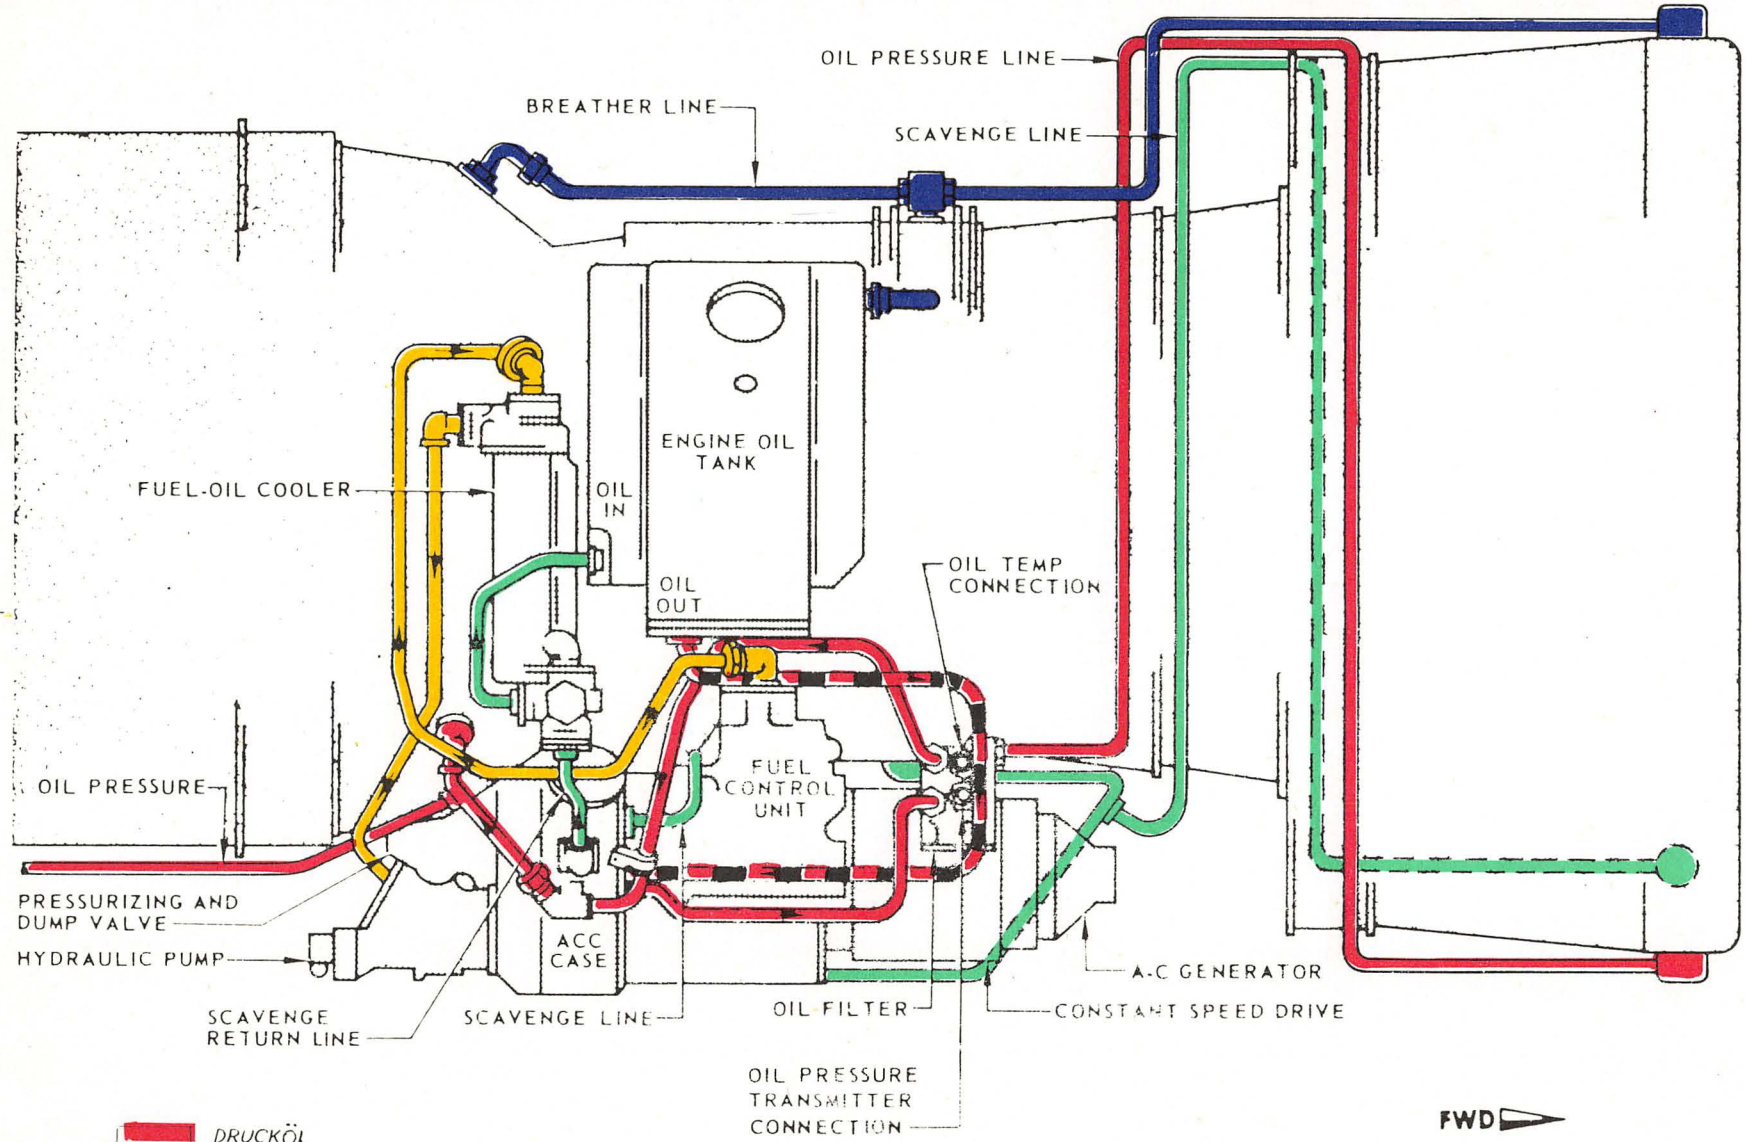 OIL PRESSURE LINE
BREATHER LINE
SCAVENGE LINE
ENGINE OIL
TANK
FUEL-OIL COOLER
OIL
IN
OIL
OUT
OIL TEMP
CONNECTION
OIL PRESSURE
FUEL
CONTROL
UNIT
PRESSURIZING AND
DUMP VALVE
HYDRAULIC PUMP
ACC
CASE
A-C GENERATOR
SCAVENGE
RETURN LINE
SCAVENGE LINE
OIL FILTER
CONSTANT SPEED DRIVE
OIL PRESSURE
TRANSMITTER
CONNECTION
FWD
DRUCKÖL